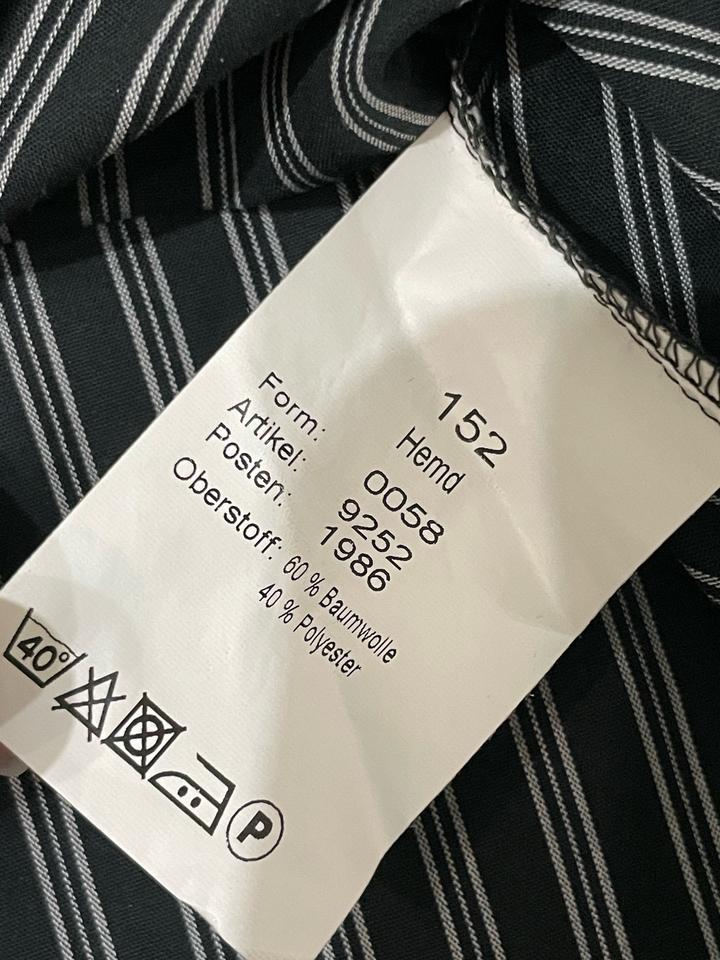 152
Hemd
Form: 0058
Artikel: 9252
Posten: 1986
Oberstoff: 60 % Baumwolle
40 % Polyester
40°
P